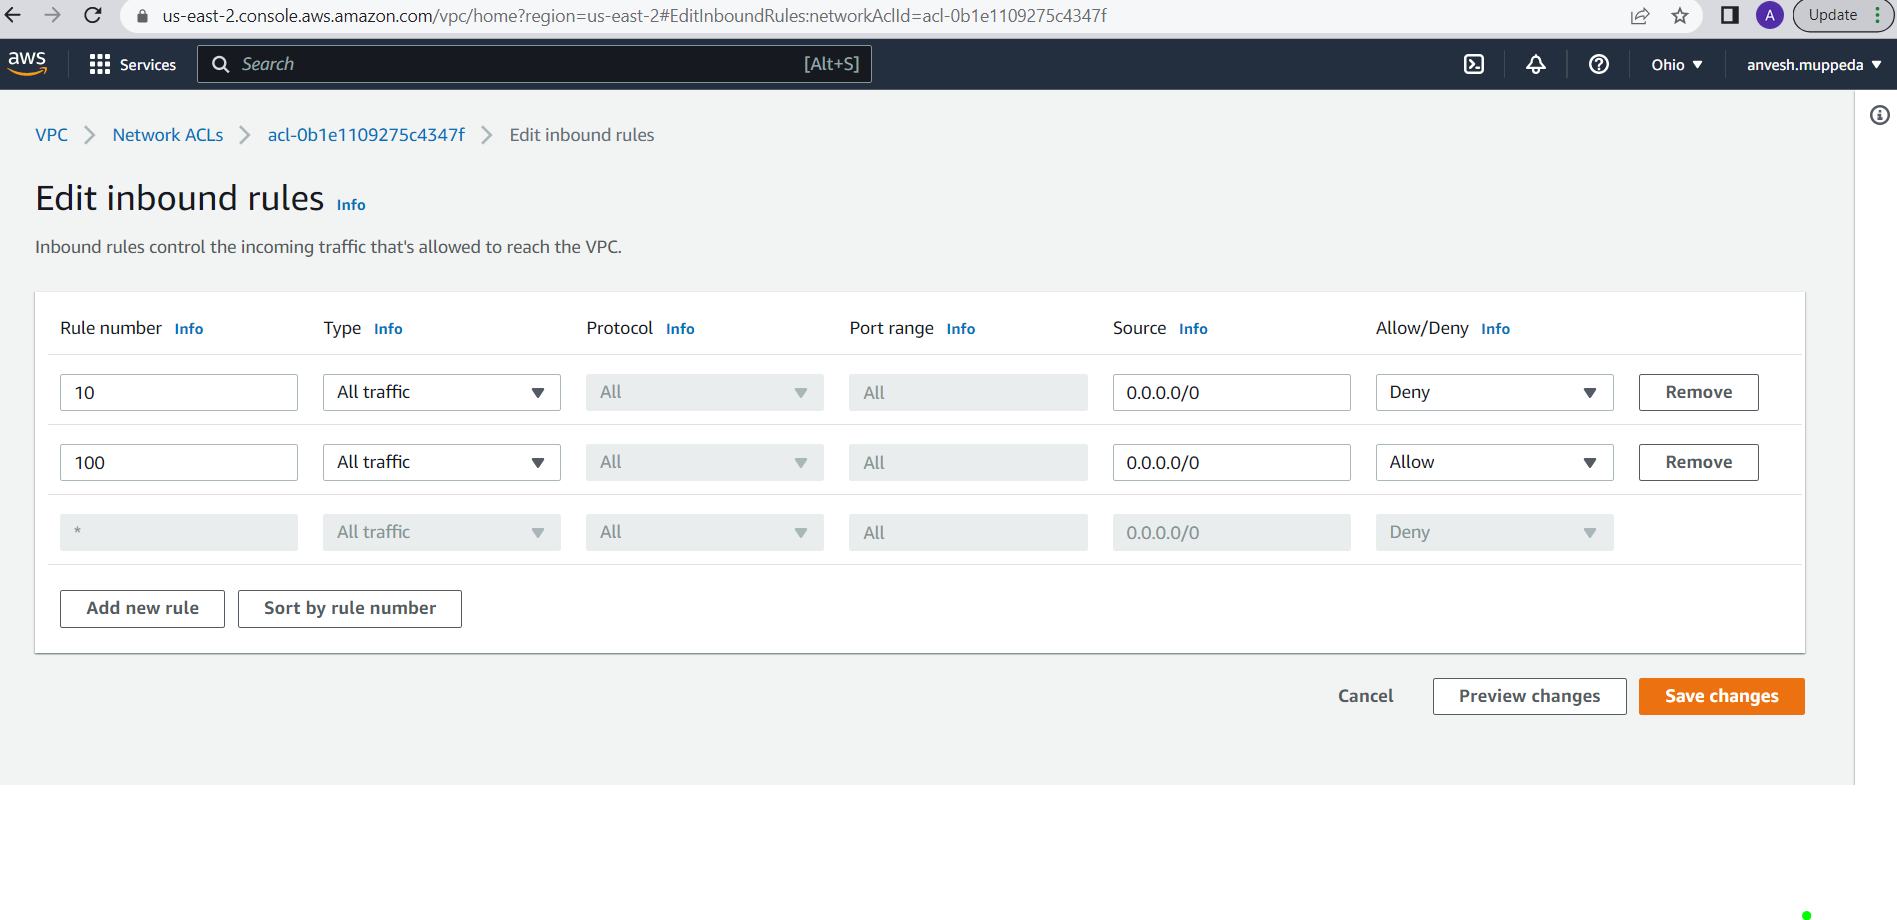 us-east-2.console.aws.amazon.com/vpc/home?region=us-east-2#EditInboundRules:networkAclId=acl-0b1e1109275c4347f A Update
aws Services Search [Alt+S] Ohio anvesh.muppeda
VPC Network ACLs acl-0b1e1109275c4347f Edit inbound rules
Edit inbound rules Info
Inbound rules control the incoming traffic that's allowed to reach the VPC.
Rule number Info Type Info Protocol Info Port range Info Source Info Allow/Deny Info
10 All traffic All All 0.0.0.0/0 Deny Remove
100 All traffic All All 0.0.0.0/0 Allow Remove
* All traffic All All 0.0.0.0/0 Deny
Add new rule Sort by rule number
Cancel Preview changes Save changes